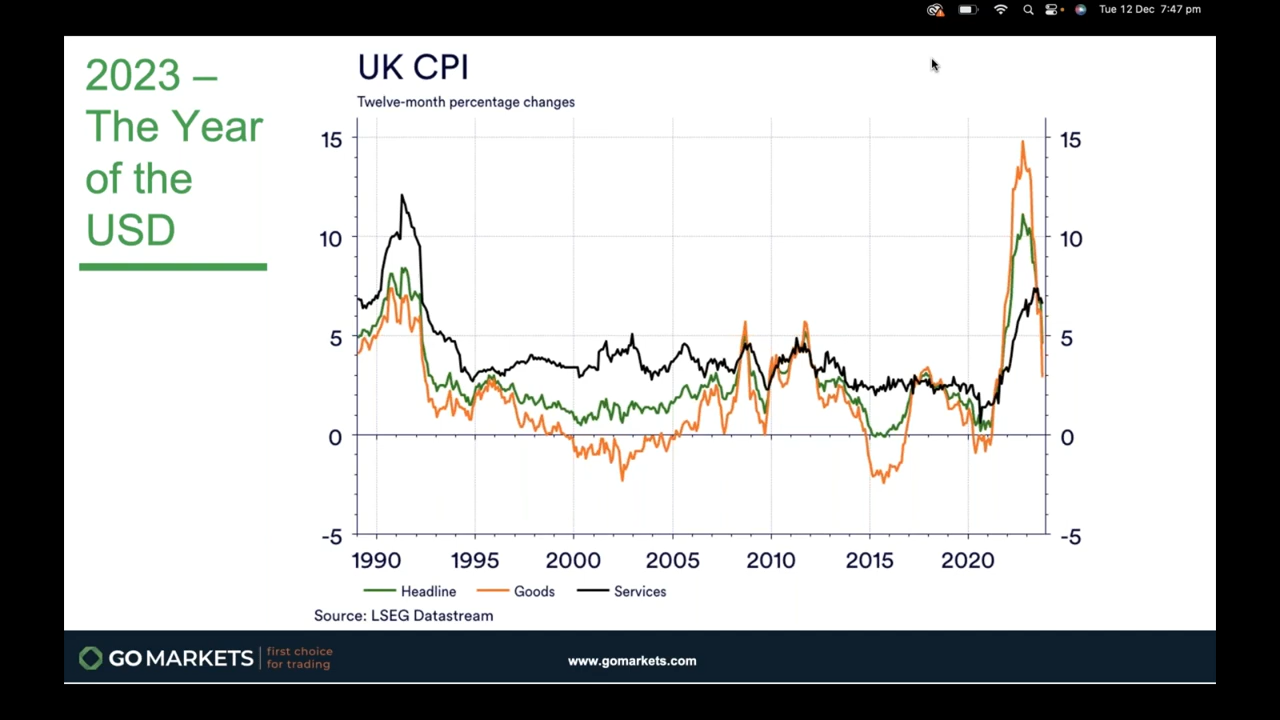 Tue 12 Dec 7:47 pm
2023 –
The Year
of the
USD
UK CPI
Twelve-month percentage changes
15
10
5
0
-5
15
10
5
0
-5
1990 1995 2000 2005 2010 2015 2020
Headline Goods Services
Source: LSEG Datastream
GO MARKETS
first choice
for trading
www.gomarkets.com